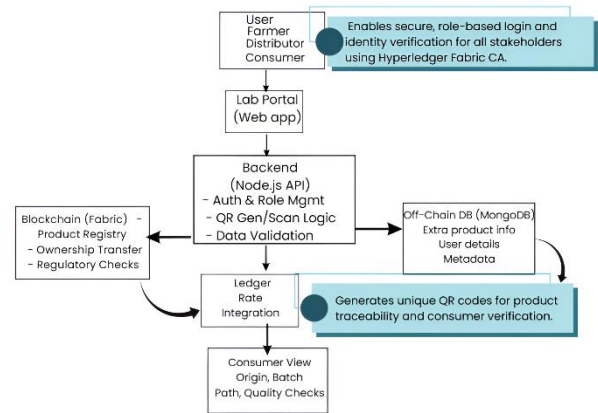 User
Farmer
Distributor
Consumer
Enables secure, role-based login and
identity verification for all stakeholders
using Hyperledger Fabric CA.
Lab Portal
(Web app)
Backend
(Node.js API)
- Auth & Role Mgmt
- QR Gen/Scan Logic
- Data Validation
Blockchain (Fabric) -
Product Registry
- Ownership Transfer
- Regulatory Checks
Off-Chain DB (MongoDB)
Extra product info
User details
Metadata
Ledger
Rate
Integration
Generates unique QR codes for product
traceability and consumer verification.
Consumer View
Origin, Batch
Path, Quality Checks